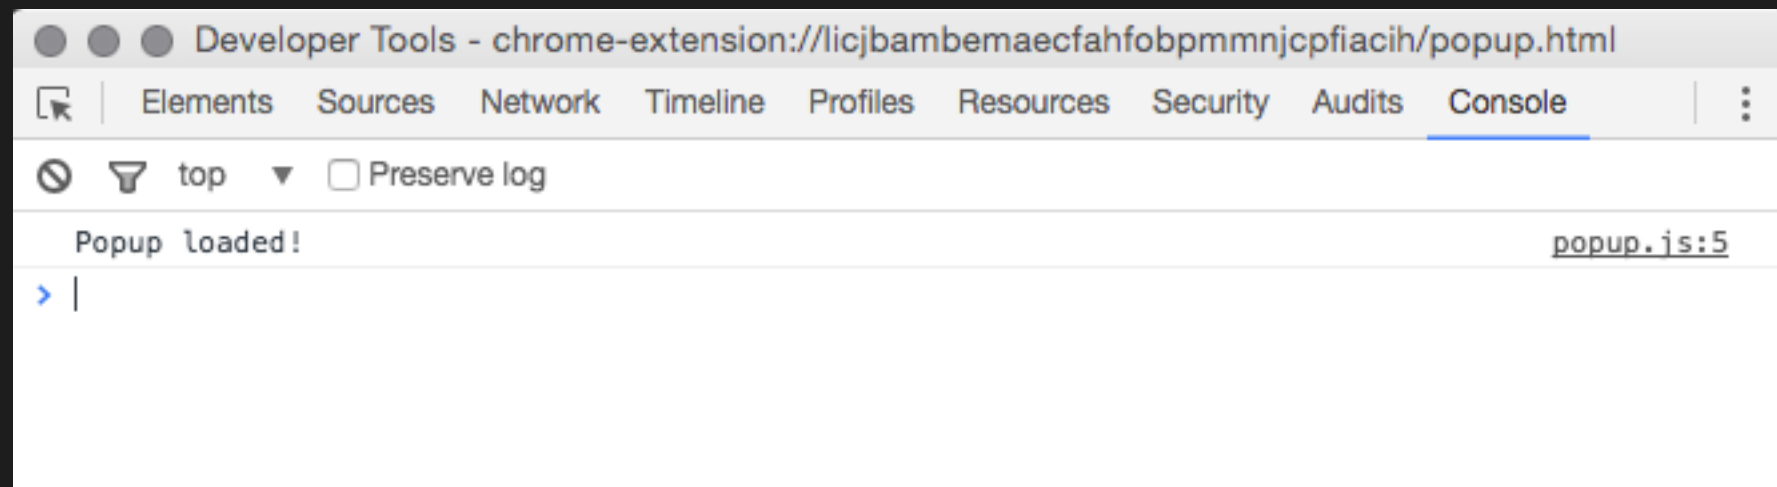 Developer Tools - chrome-extension://licjbambemaecfahfobpmmnjcpfiacih/popup.html
Elements Sources Network Timeline Profiles Resources Security Audits Console
top Preserve log
Popup loaded! popup.js:5